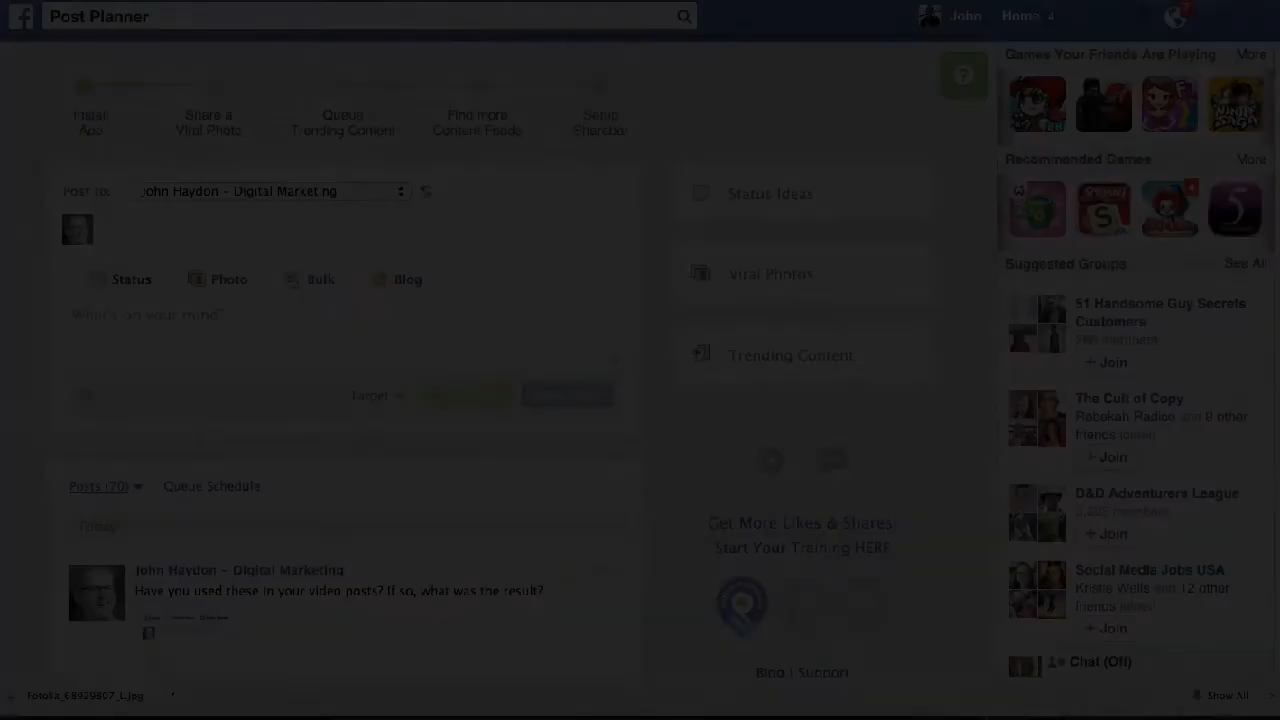 Post Planner
John Home 4
Install App
Share a Viral Photo
Queue Trending Content
Find more Content Feeds
Setup Sharebar
POST TO: John Haydon - Digital Marketing
Status Photo Bulk Blog
What's on your mind?
Target
Posts (70) Queue Schedule
Today
John Haydon - Digital Marketing
Have you used these in your video posts? If so, what was the result?
Status Ideas
Viral Photos
Trending Content
Get More Likes & Shares
Start Your Training HERE
Blog | Support
Games Your Friends Are Playing More
Recommended Games More
Suggested Groups See All
51 Handsome Guy Secrets
Customers
members
+ Join
The Cult of Copy
Rebekah Radice and 8 other
friends joined
+ Join
D&D Adventurers League
members
+ Join
Social Media Jobs USA
Kristie Wells and 12 other
friends joined
+ Join
Chat (Off)
Fotolia_68929807_L.jpg
Show All